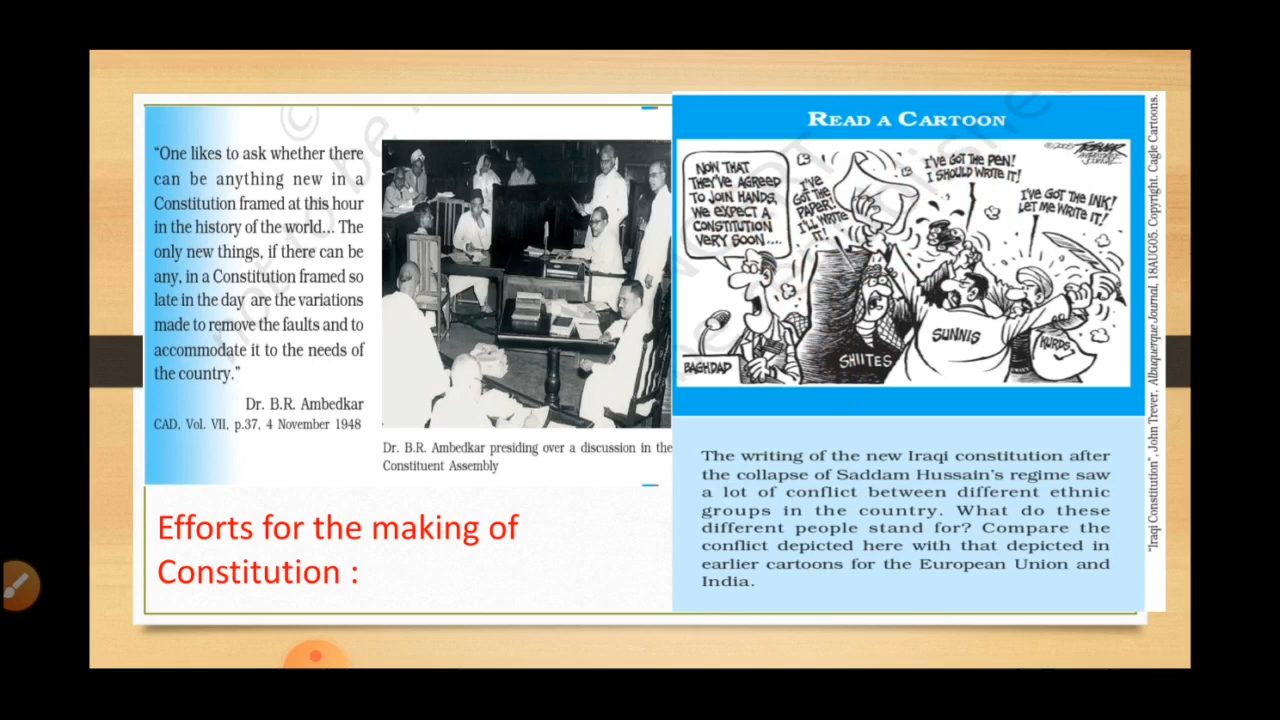 "One likes to ask whether there
can be anything new in a
Constitution framed at this hour
in the history of the world... The
only new things, if there can be
any, in a Constitution framed so
late in the day are the variations
made to remove the faults and to
accommodate it to the needs of
the country."
Dr. B.R. Ambedkar
CAD, Vol. VII, p.37, 4 November 1948
Dr. B.R. Ambedkar presiding over a discussion in the
Constituent Assembly
Efforts for the making of
Constitution :
READ A CARTOON
NOW THAT
THEY'VE AGREED
TO JOIN HANDS,
WE EXPECT A
CONSTITUTION
VERY SOON....
I'VE
GOT THE
PAPER!
I'LL WRITE
IT!
I'VE GOT THE PEN!
I SHOULD WRITE IT!
I'VE GOT THE INK!
LET ME WRITE IT!
BAGHDAD
SHIITES
SUNNIS
KURDS
The writing of the new Iraqi constitution after
the collapse of Saddam Hussain's regime saw
a lot of conflict between different ethnic
groups in the country. What do these
different people stand for? Compare the
conflict depicted here with that depicted in
earlier cartoons for the European Union and
India.
"Iraqi Constitution", John Trever, Albuquerque Journal, 18AUG05. Copyright. Cagle Cartoons.